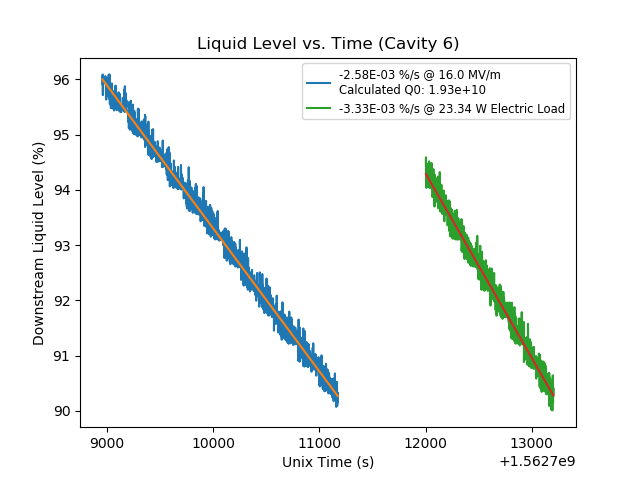 Liquid Level vs. Time (Cavity 6)
-2.58E-03 %/s @ 16.0 MV/m
Calculated Q0: 1.93e+10
-3.33E-03 %/s @ 23.34 W Electric Load
Downstream Liquid Level (%)
96
95
94
93
92
91
90
9000 10000 11000 12000 13000
Unix Time (s)
+1.5627e9